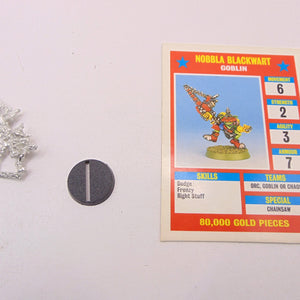 NOBBLA BLACKWART
GOBLIN
MOVEMENT
6
STRENGTH
2
AGILITY
3
ARMOUR
7
SKILLS
Dodge
Frenzy
Right Stuff
TEAMS
ORC, GOBLIN OR CHAOS
SPECIAL
CHAINSAW
80,000 GOLD PIECES